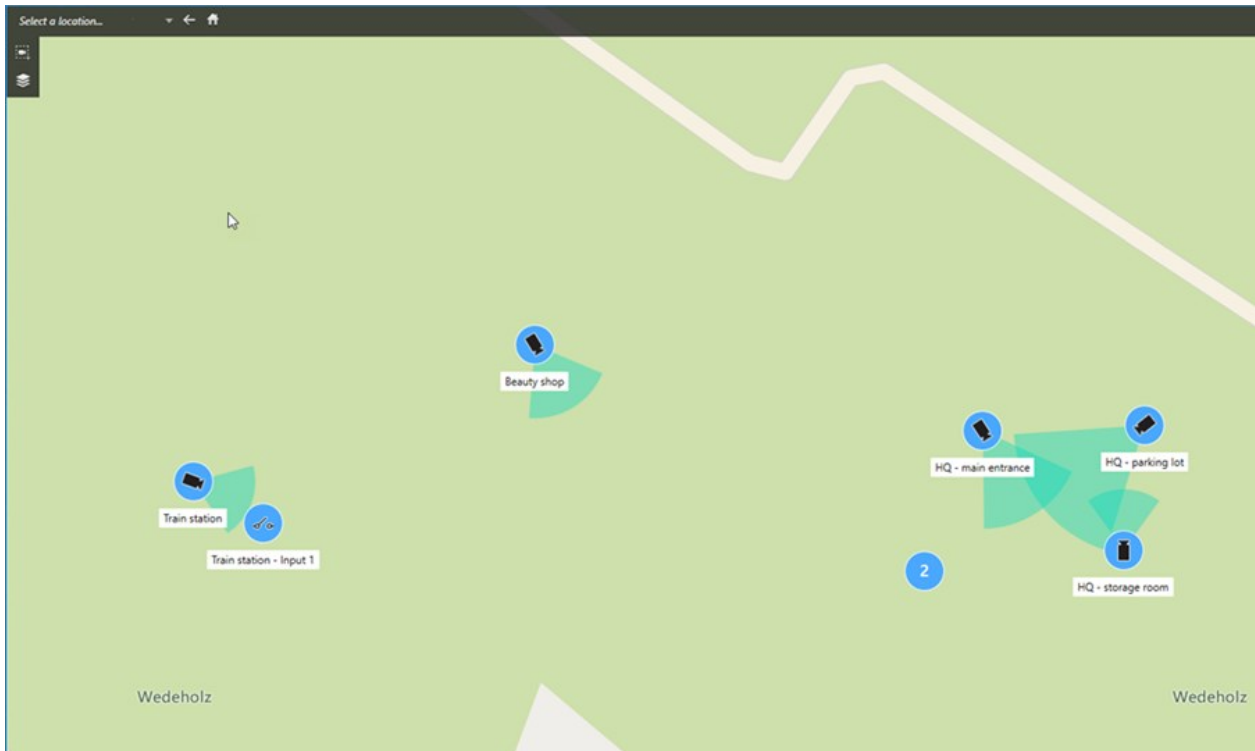 Select a location...
Beauty shop
HQ - main entrance
HQ - parking lot
Train station
Train station - Input 1
2
HQ - storage room
Wedeholz
Wedeholz